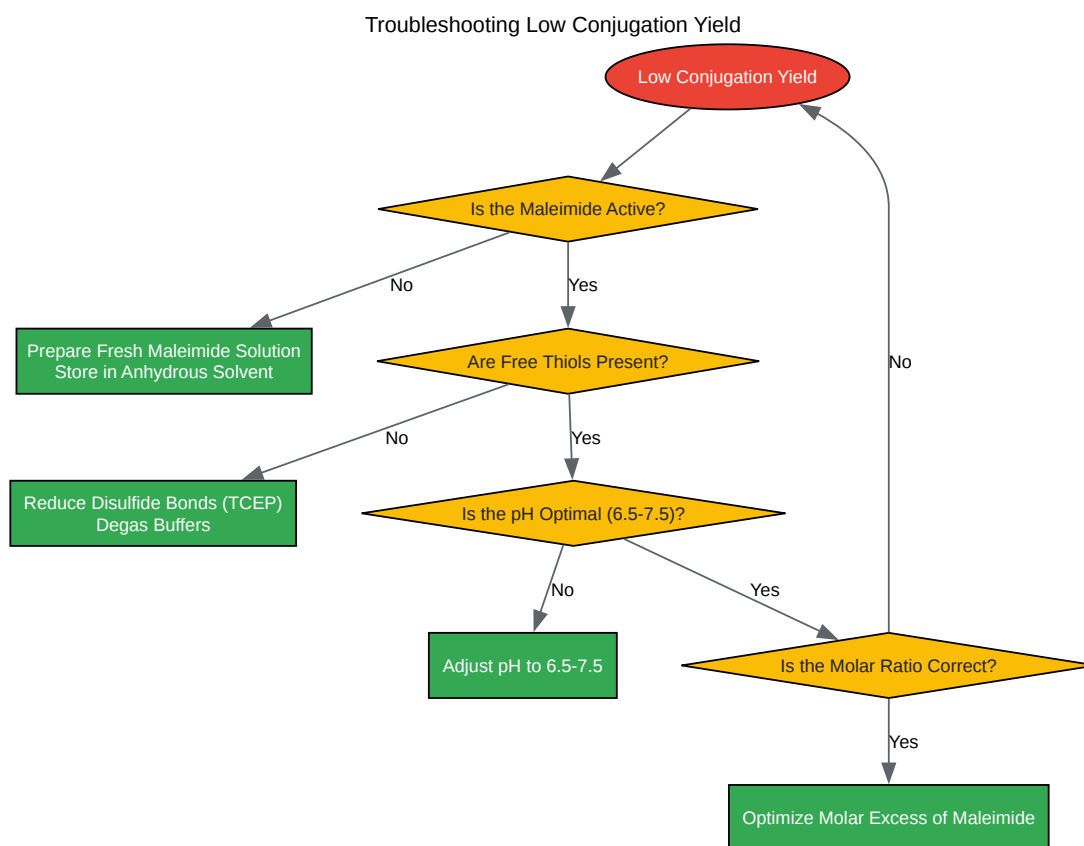 Troubleshooting Low Conjugation Yield
Low Conjugation Yield
Is the Maleimide Active?
No
Yes
Prepare Fresh Maleimide Solution
Store in Anhydrous Solvent
Are Free Thiols Present?
No
No
Yes
Reduce Disulfide Bonds (TCEP)
Degas Buffers
Is the pH Optimal (6.5-7.5)?
No
Yes
Adjust pH to 6.5-7.5
Is the Molar Ratio Correct?
Yes
Optimize Molar Excess of Maleimide